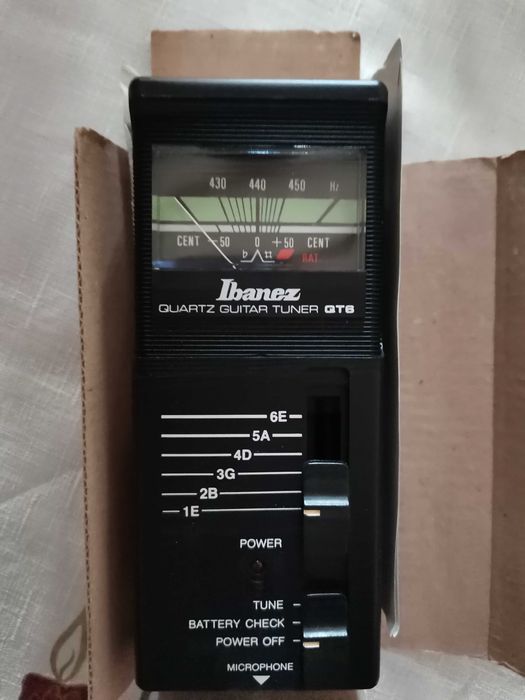 430 440 450 Hz
CENT -50 0 +50 CENT
♭ ♯ BAT.
Ibanez
QUARTZ GUITAR TUNER GT6
6E
5A
4D
3G
2B
1E
POWER
TUNE
BATTERY CHECK
POWER OFF
MICROPHONE